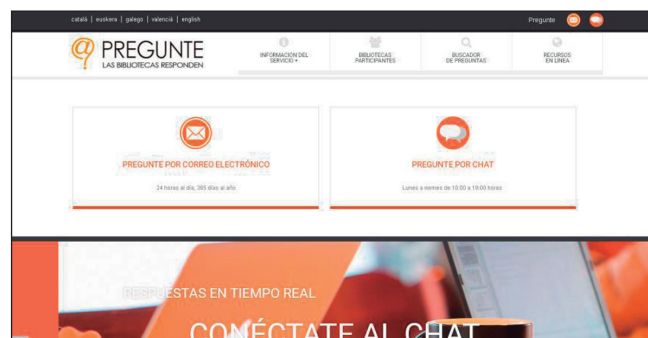 català | euskera | galego | valencià | english
Pregunte
PREGUNTE
LAS BIBLIOTECAS RESPONDEN
INFORMACION DEL
SERVICIO
BIBLIOTECAS
PARTICIPANTES
BUSCADOR
DE PREGUNTAS
RECURSOS
EN LINEA
PREGUNTE POR CORREO ELECTRÓNICO
24 horas al día, 365 días al año
PREGUNTE POR CHAT
Lunes a viernes de 10:00 a 19:00 horas
RESPUESTAS EN TIEMPO REAL
CONÉCTATE AL CHAT